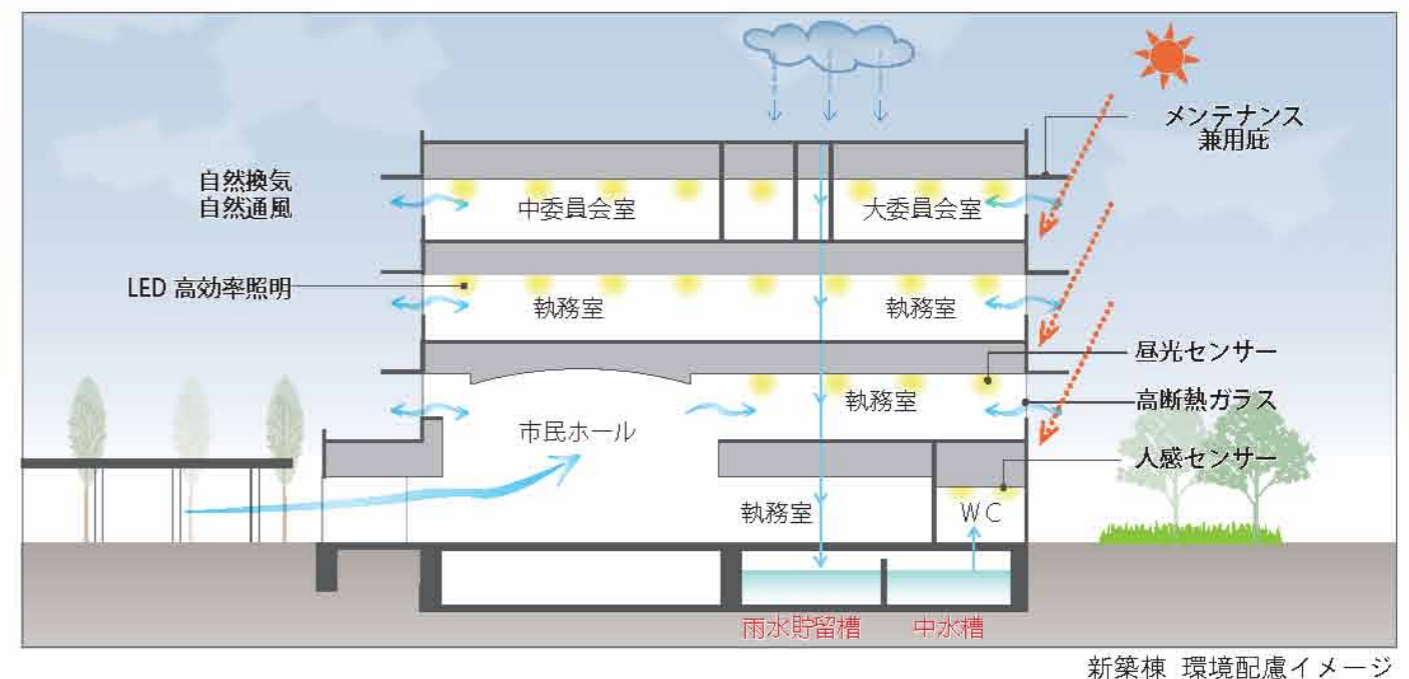 メンテナンス
兼用庇
自然換気
自然通風
中委員会室
大委員会室
LED 高効率照明
執務室
執務室
昼光センサー
執務室
高断熱ガラス
市民ホール
人感センサー
執務室
WC
雨水貯留槽
中水槽
新築棟 環境配慮イメージ